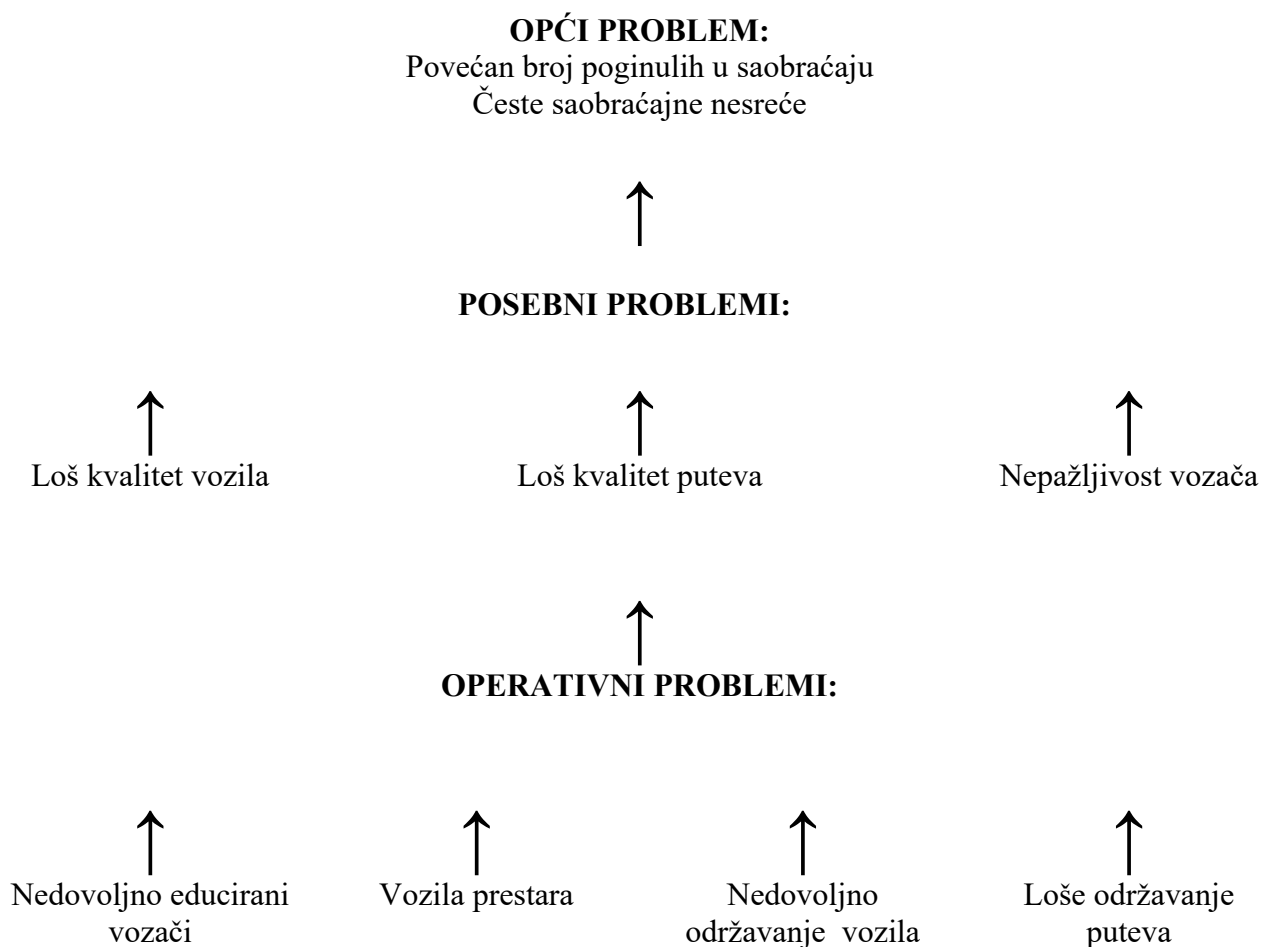 OPĆI PROBLEM:
Povećan broj poginulih u saobraćaju
Česte saobraćajne nesreće
POSEBNI PROBLEMI:
Loš kvalitet vozila
Loš kvalitet puteva
Nepažljivost vozača
OPERATIVNI PROBLEMI:
Nedovoljno educirani
vozači
Vozila prestara
Nedovoljno
održavanje vozila
Loše održavanje
puteva